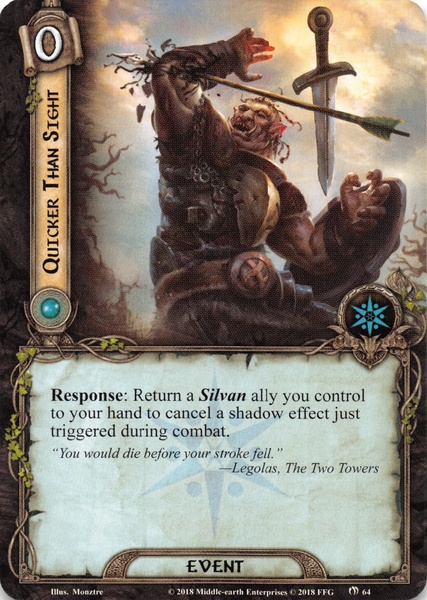 0
QUICKER THAN SIGHT
Response: Return a Silvan ally you control
to your hand to cancel a shadow effect just
triggered during combat.
“You would die before your stroke fell.”
—Legolas, The Two Towers
EVENT
Illus. Monztre
© 2018 Middle-earth Enterprises © 2018 FFG
64